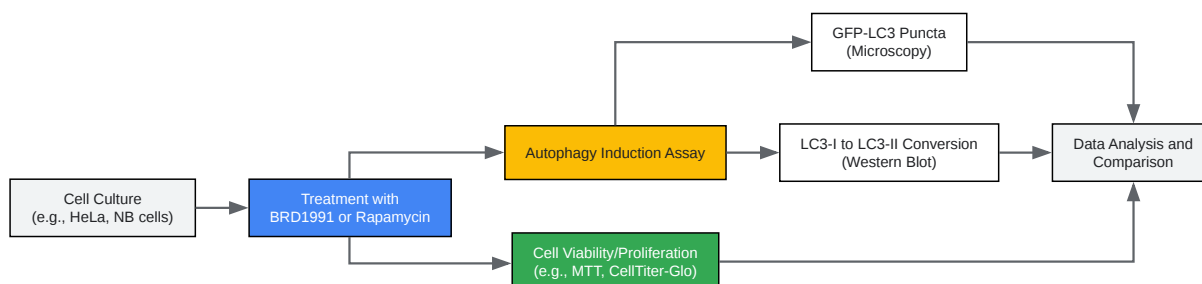 GFP-LC3 Puncta
(Microscopy)
Autophagy Induction Assay
LC3-I to LC3-II Conversion
(Western Blot)
Data Analysis and
Comparison
Cell Culture
(e.g., HeLa, NB cells)
Treatment with
BRD1991 or Rapamycin
Cell Viability/Proliferation
(e.g., MTT, CellTiter-Glo)